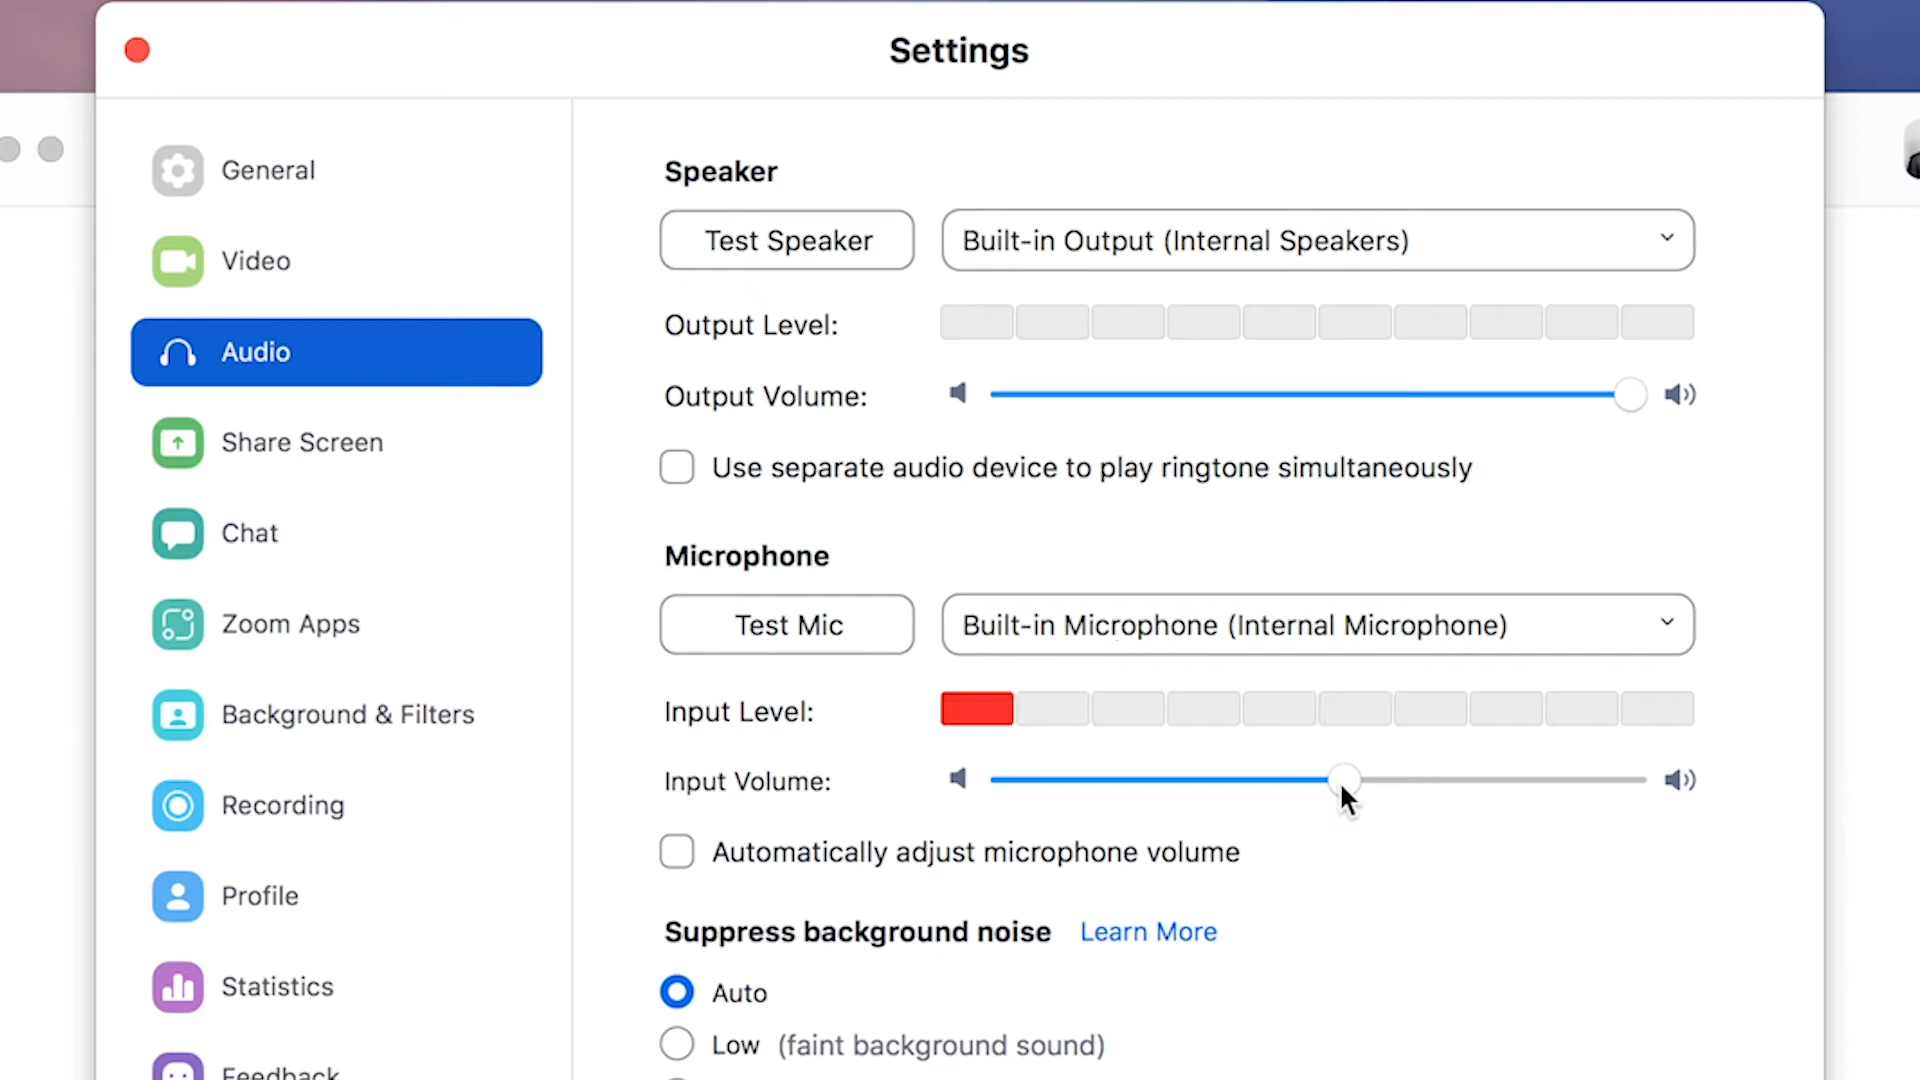 Settings
General
Video
Audio
Share Screen
Chat
Zoom Apps
Background & Filters
Recording
Profile
Statistics
Feedback
Speaker
Test Speaker
Built-in Output (Internal Speakers)
Output Level:
Output Volume:
Use separate audio device to play ringtone simultaneously
Microphone
Test Mic
Built-in Microphone (Internal Microphone)
Input Level:
Input Volume:
Automatically adjust microphone volume
Suppress background noise Learn More
Auto
Low (faint background sound)